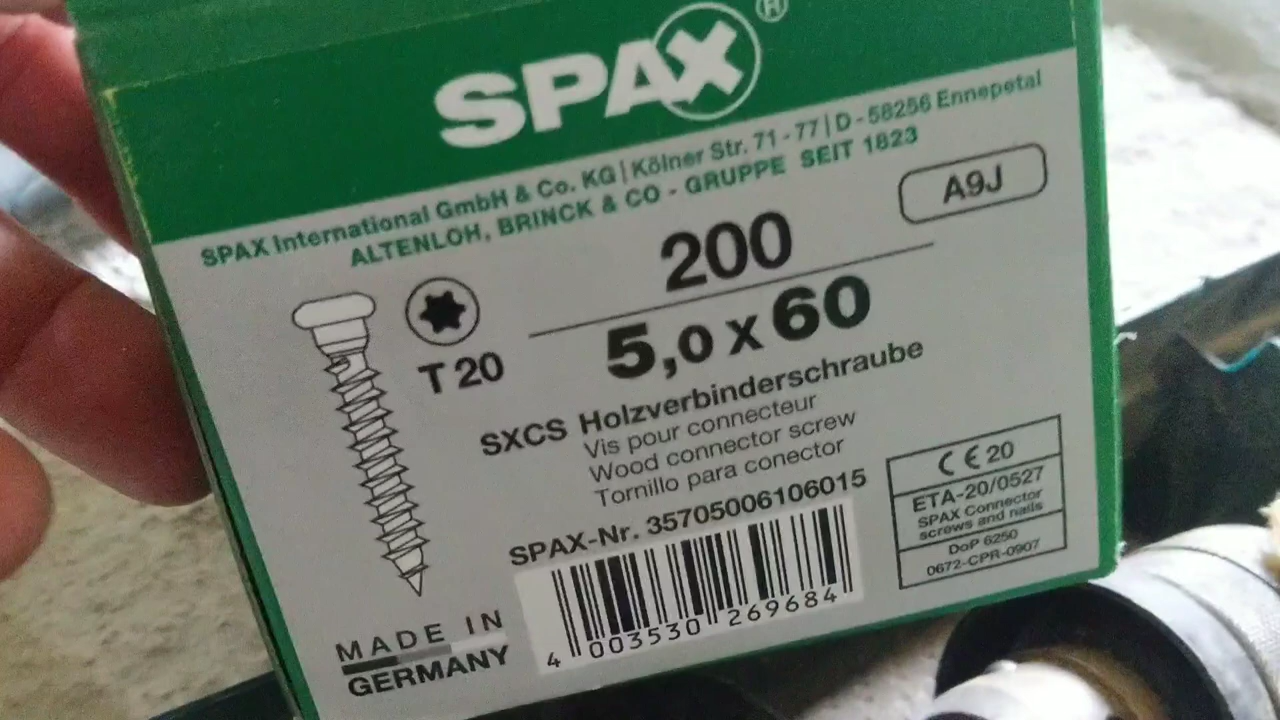 SPAX®
SPAX International GmbH & Co. KG | Kölner Str. 71 - 77 | D - 58256 Ennepetal
ALTENLOH, BRINCK & CO - GRUPPE SEIT 1823
A9J
200
5,0 x 60
T 20
SXCS Holzverbinderschraube
Vis pour connecteur
Wood connector screw
Tornillo para conector
SPAX-Nr. 35705006106015
4 003530 269684
MADE IN
GERMANY
CE 20
ETA-20/0527
SPAX Connector
screws and nails
DoP 6250
0672-CPR-0907